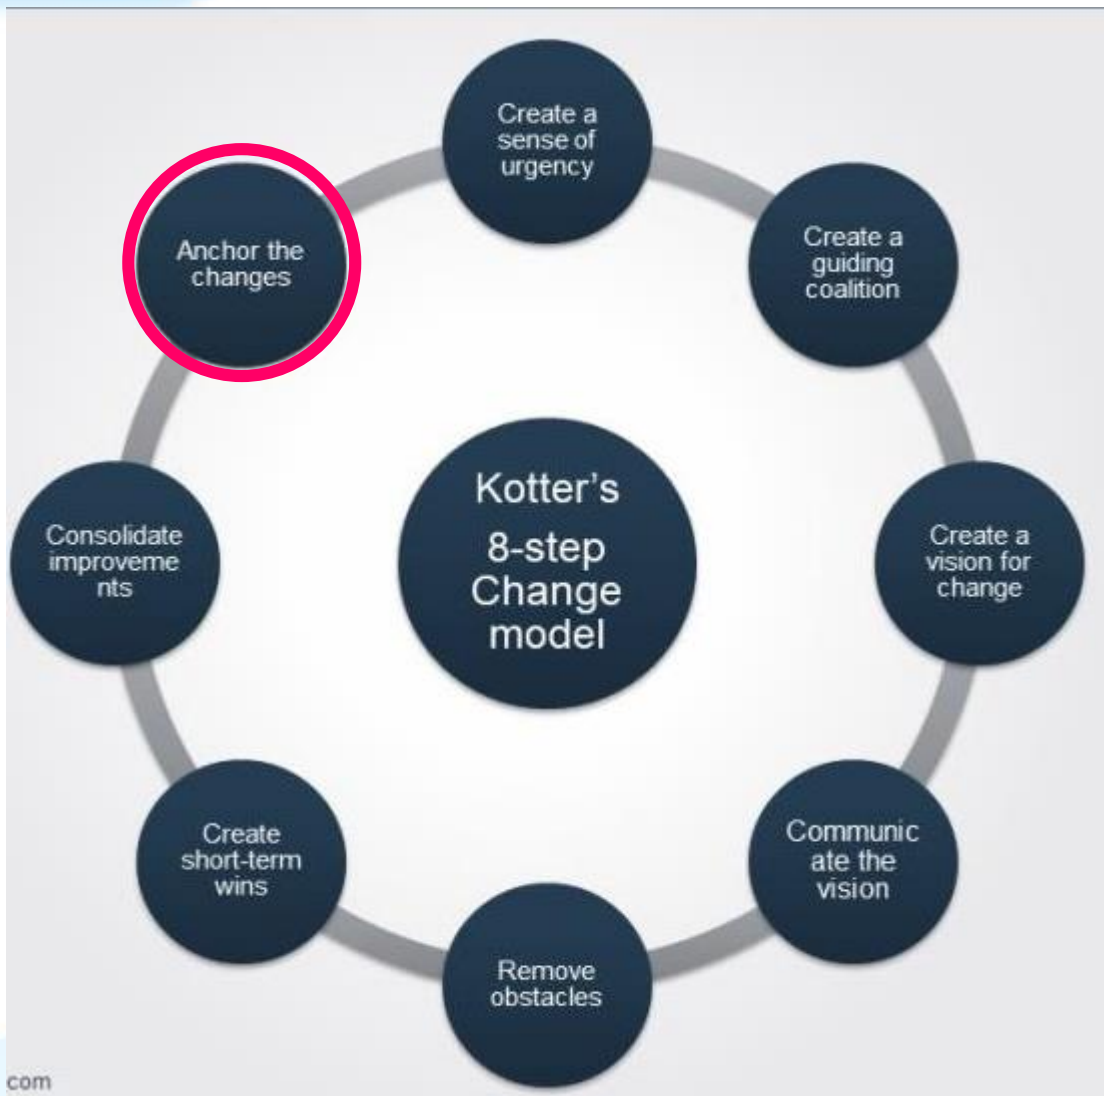 Create a
sense of
urgency
Create a
guiding
coalition
Create a
vision for
change
Communic
ate the
vision
Remove
obstacles
Create
short-term
wins
Consolidate
improveme
nts
Anchor the
changes
Kotter’s
8-step
Change
model
com